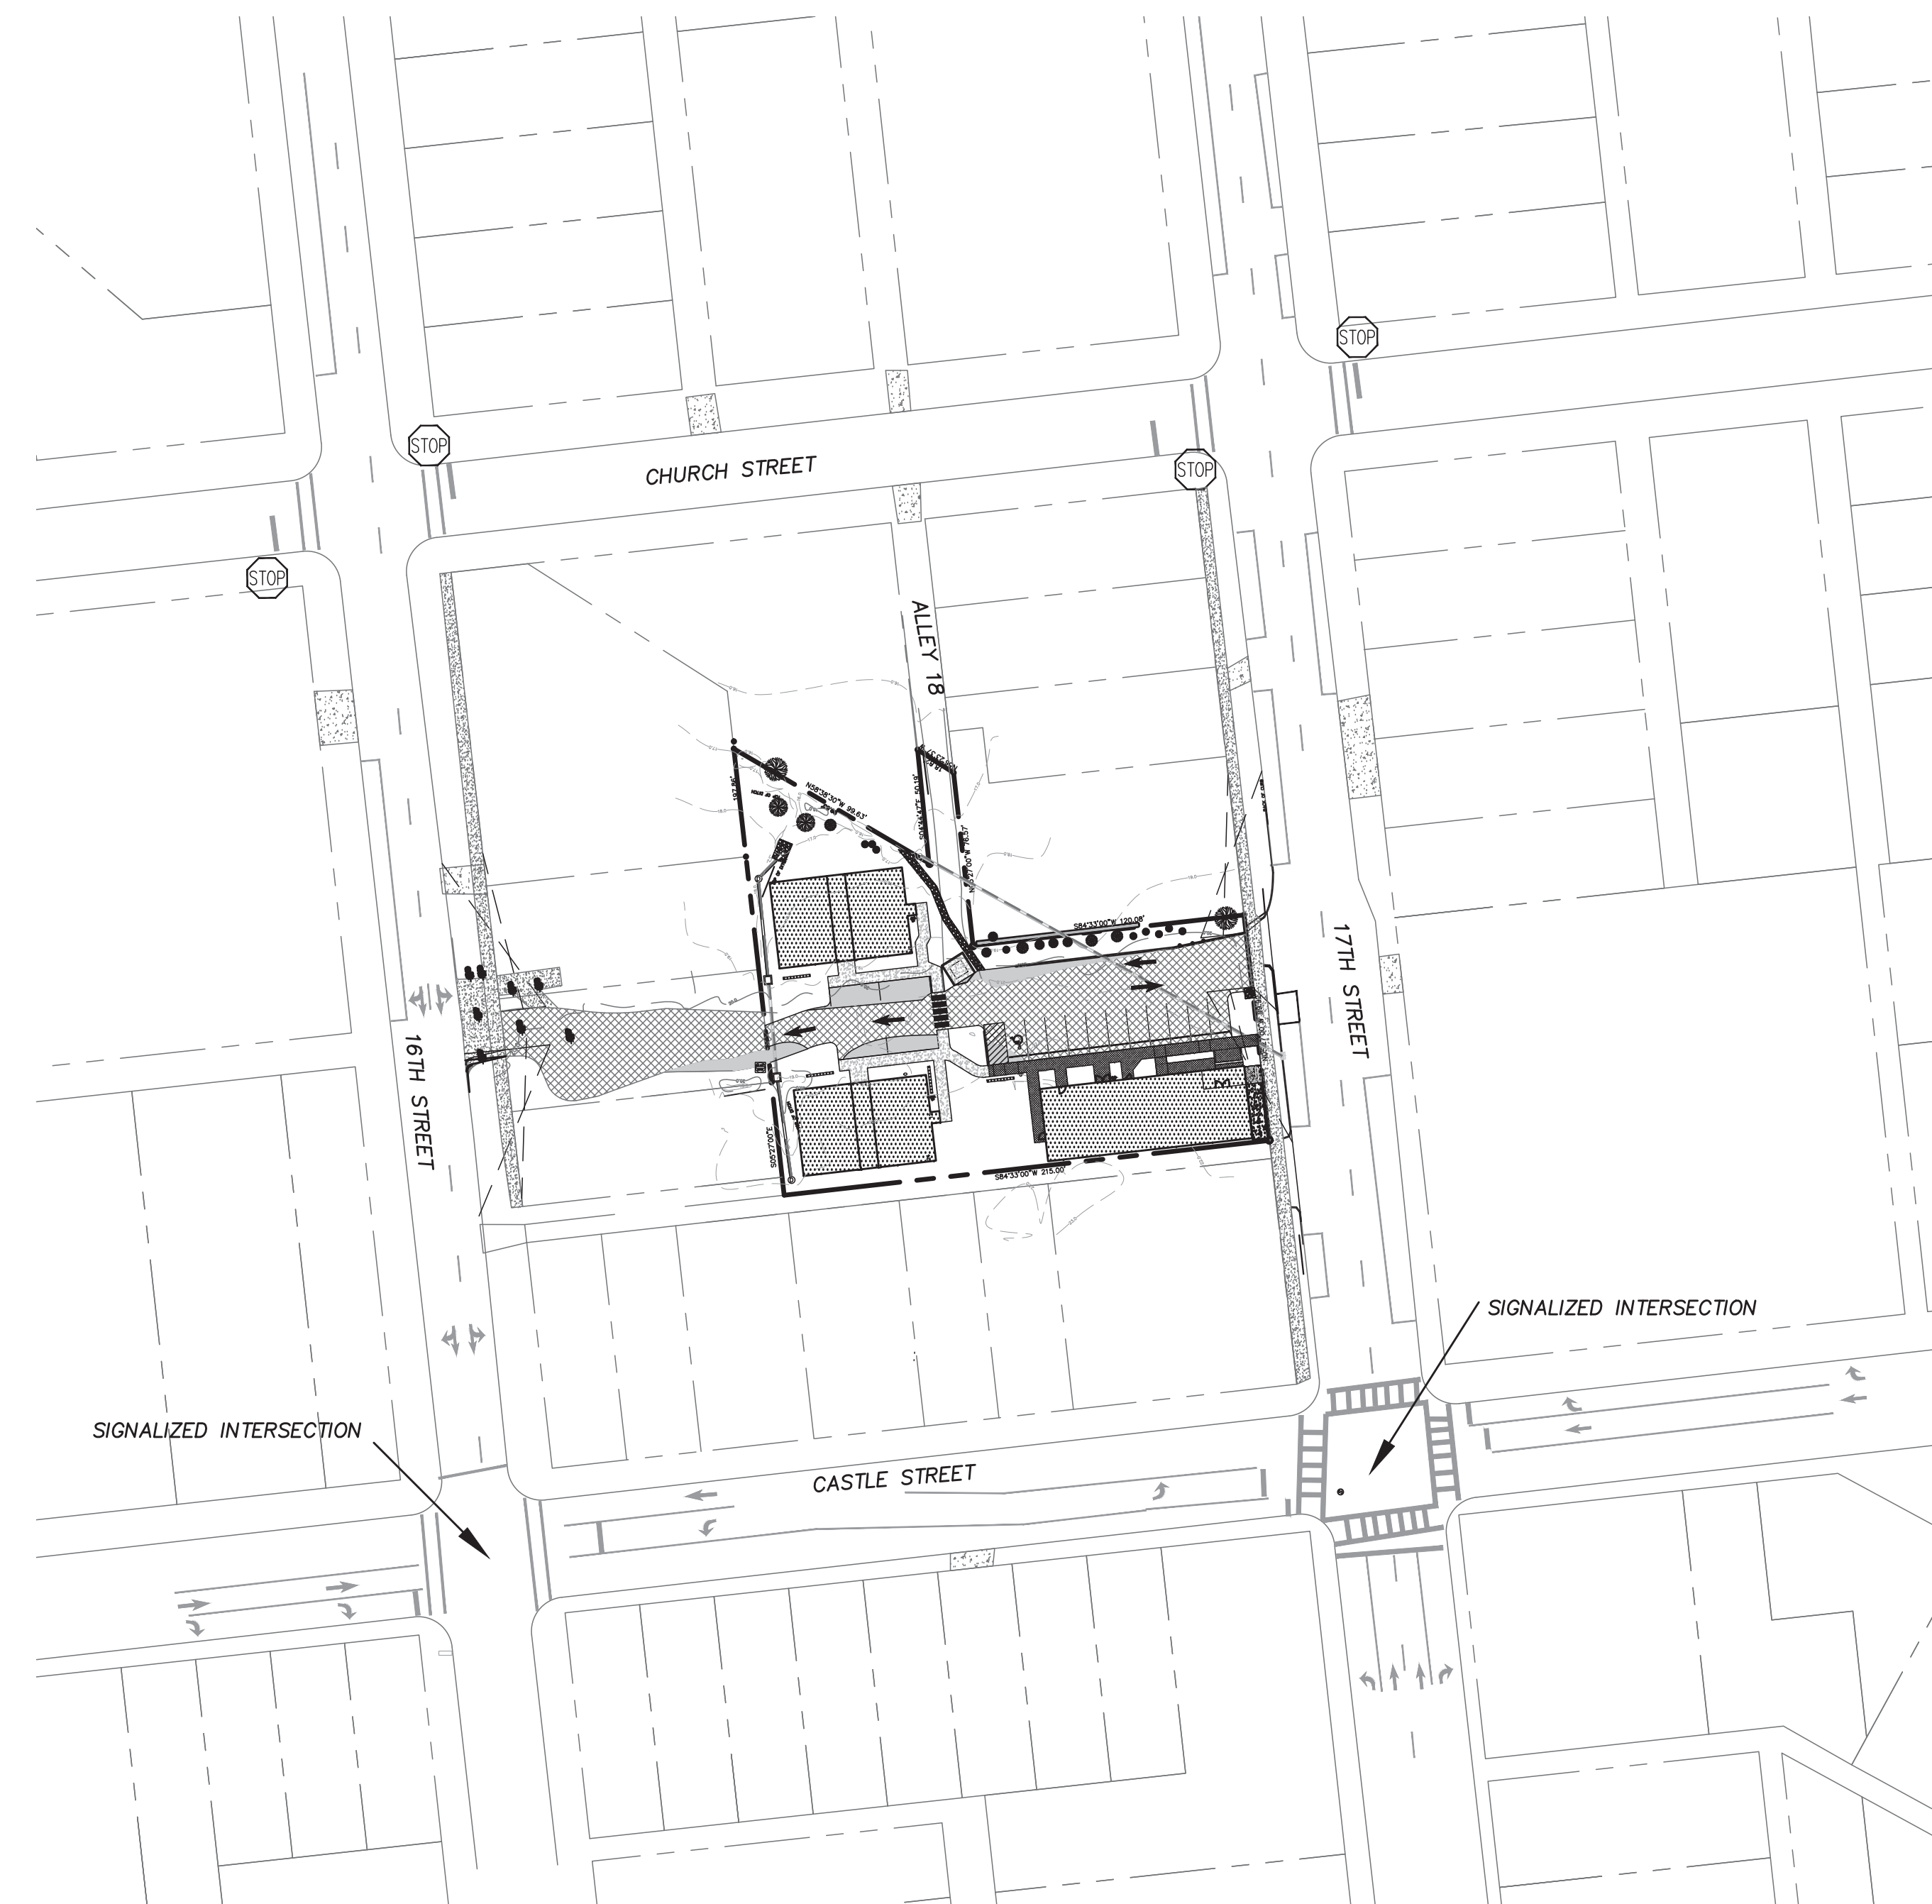 STOP
STOP
CHURCH STREET
STOP
STOP
ALLEY 18
N58°38'30"W 99.63'
S84°33'00"W 120.08'
17TH STREET
16TH STREET
S84°33'00"W 215.00'
SIGNALIZED INTERSECTION
SIGNALIZED INTERSECTION
CASTLE STREET